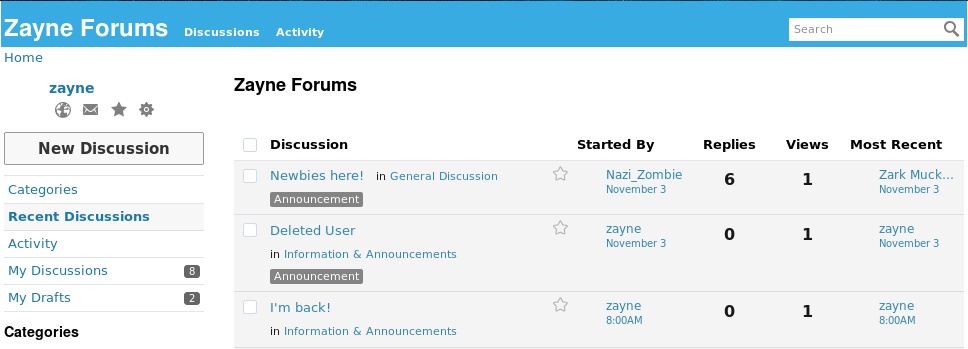 Zayne Forums Discussions Activity Search
Home
zayne
New Discussion
Categories
Recent Discussions
Activity
My Discussions 8
My Drafts 2
Categories
Zayne Forums
Discussion Started By Replies Views Most Recent
Newbies here! in General Discussion Nazi_Zombie 6 1 Zark Muck...
Announcement November 3 November 3
Deleted User zayne 0 1 zayne
in Information & Announcements November 3 November 3
Announcement
I'm back! zayne 0 1 zayne
in Information & Announcements 8:00AM 8:00AM